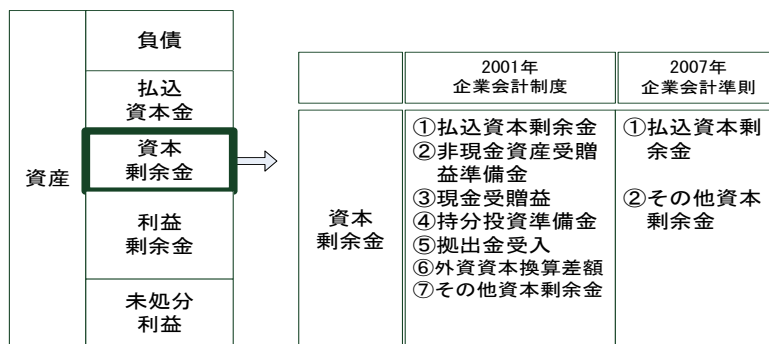 資産
負債
払込
資本金
資本
剰余金
利益
剰余金
未処分
利益
2001年
企業会計制度
2007年
企業会計準則
資本
剰余金
①払込資本剰余金
②非現金資産受贈
益準備金
③現金受贈益
④持分投資準備金
⑤拠出金受入
⑥外資資本換算差額
⑦その他資本剰余金
①払込資本剰
余金
②その他資本
剰余金